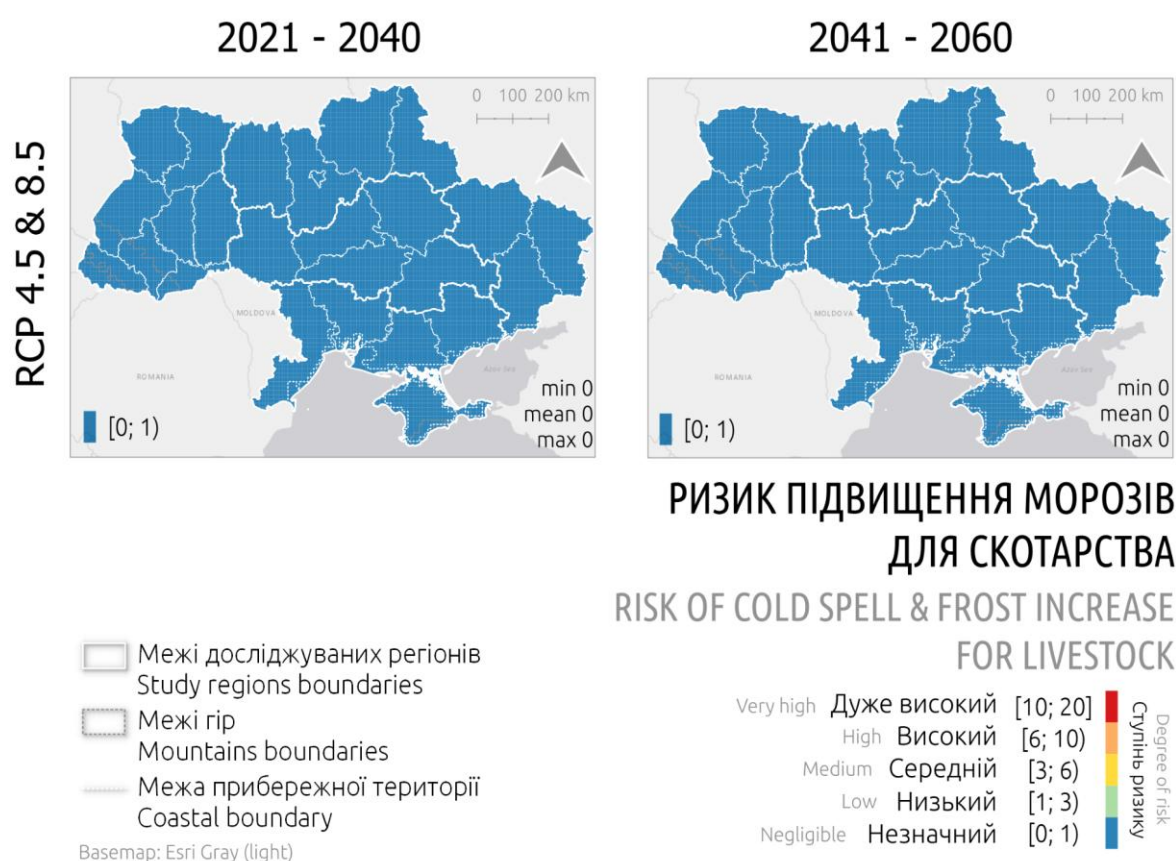 2021 - 2040
2041 - 2060
RCP 4.5 & 8.5
0 100 200 km
MOLDOVA
ROMANIA
Azov Sea
min 0
mean 0
max 0
[0; 1)
0 100 200 km
MOLDOVA
ROMANIA
Azov Sea
min 0
mean 0
max 0
[0; 1)
РИЗИК ПІДВИЩЕННЯ МОРОЗІВ
ДЛЯ СКОТАРСТВА
RISK OF COLD SPELL & FROST INCREASE
FOR LIVESTOCK
Межі досліджуваних регіонів
Study regions boundaries
Межі гір
Mountains boundaries
Межа прибережної території
Coastal boundary
Basemap: Esri Gray (light)
Very high Дуже високий [10; 20]
High Високий [6; 10)
Medium Середній [3; 6)
Low Низький [1; 3)
Negligible Незначний [0; 1)
Ступінь ризику
Degree of risk